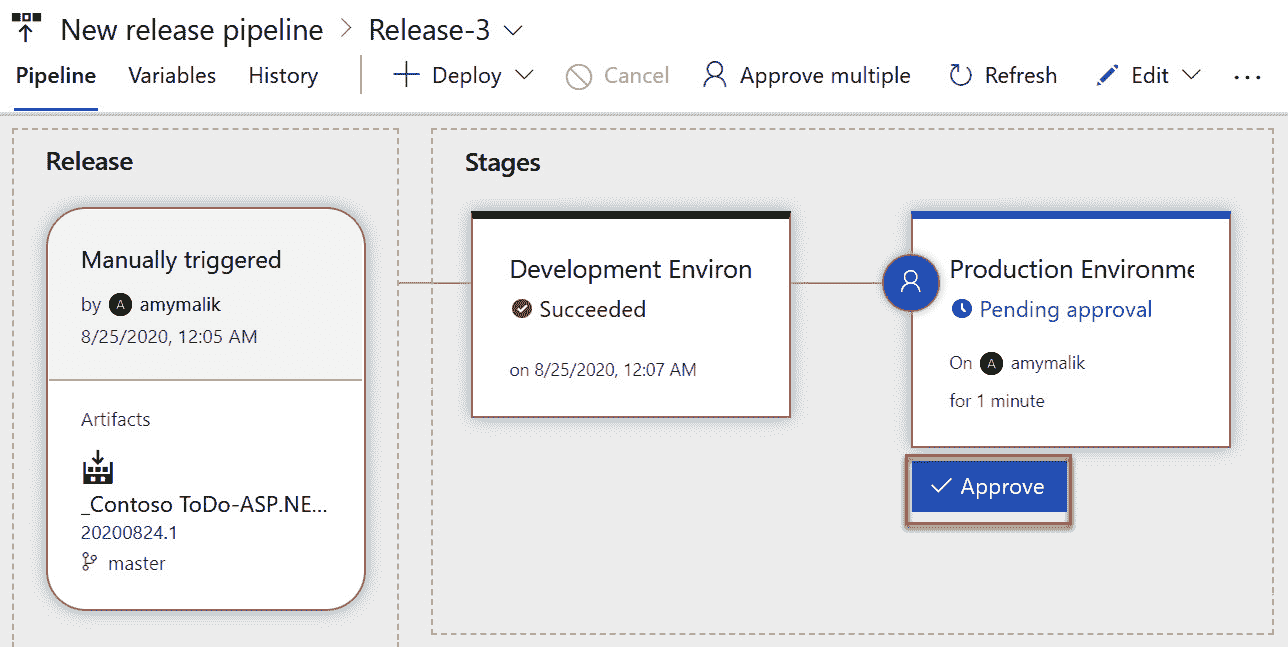 New release pipeline > Release-3
Pipeline Variables History Deploy Cancel Approve multiple Refresh Edit ...
Release
Stages
Manually triggered
by A amymalik
8/25/2020, 12:05 AM
Artifacts
_Contoso ToDo-ASP.NE...
20200824.1
master
Development Environ
Succeeded
on 8/25/2020, 12:07 AM
Production Environme
Pending approval
On A amymalik
for 1 minute
Approve